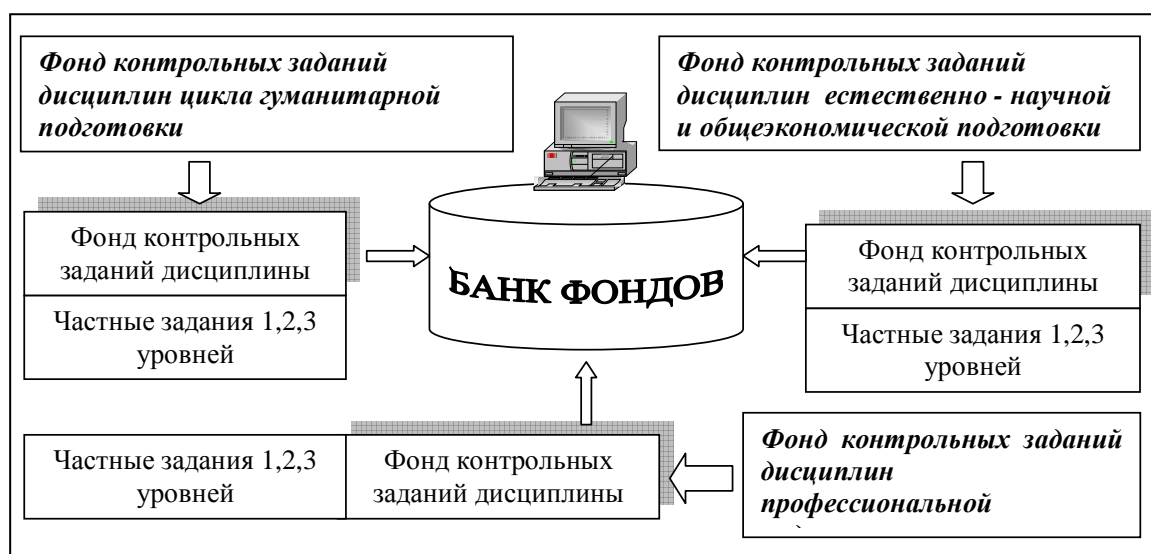 Фонд контрольных заданий
дисциплин цикла гуманитарной
подготовки
Фонд контрольных заданий
дисциплин естественно - научной
и общеэкономической подготовки
Фонд контрольных
заданий дисциплины
Частные задания 1,2,3
уровней
БАНК ФОНДОВ
Фонд контрольных
заданий дисциплины
Частные задания 1,2,3
уровней
Частные задания 1,2,3
уровней
Фонд контрольных
заданий дисциплины
Фонд контрольных заданий
дисциплин
профессиональной